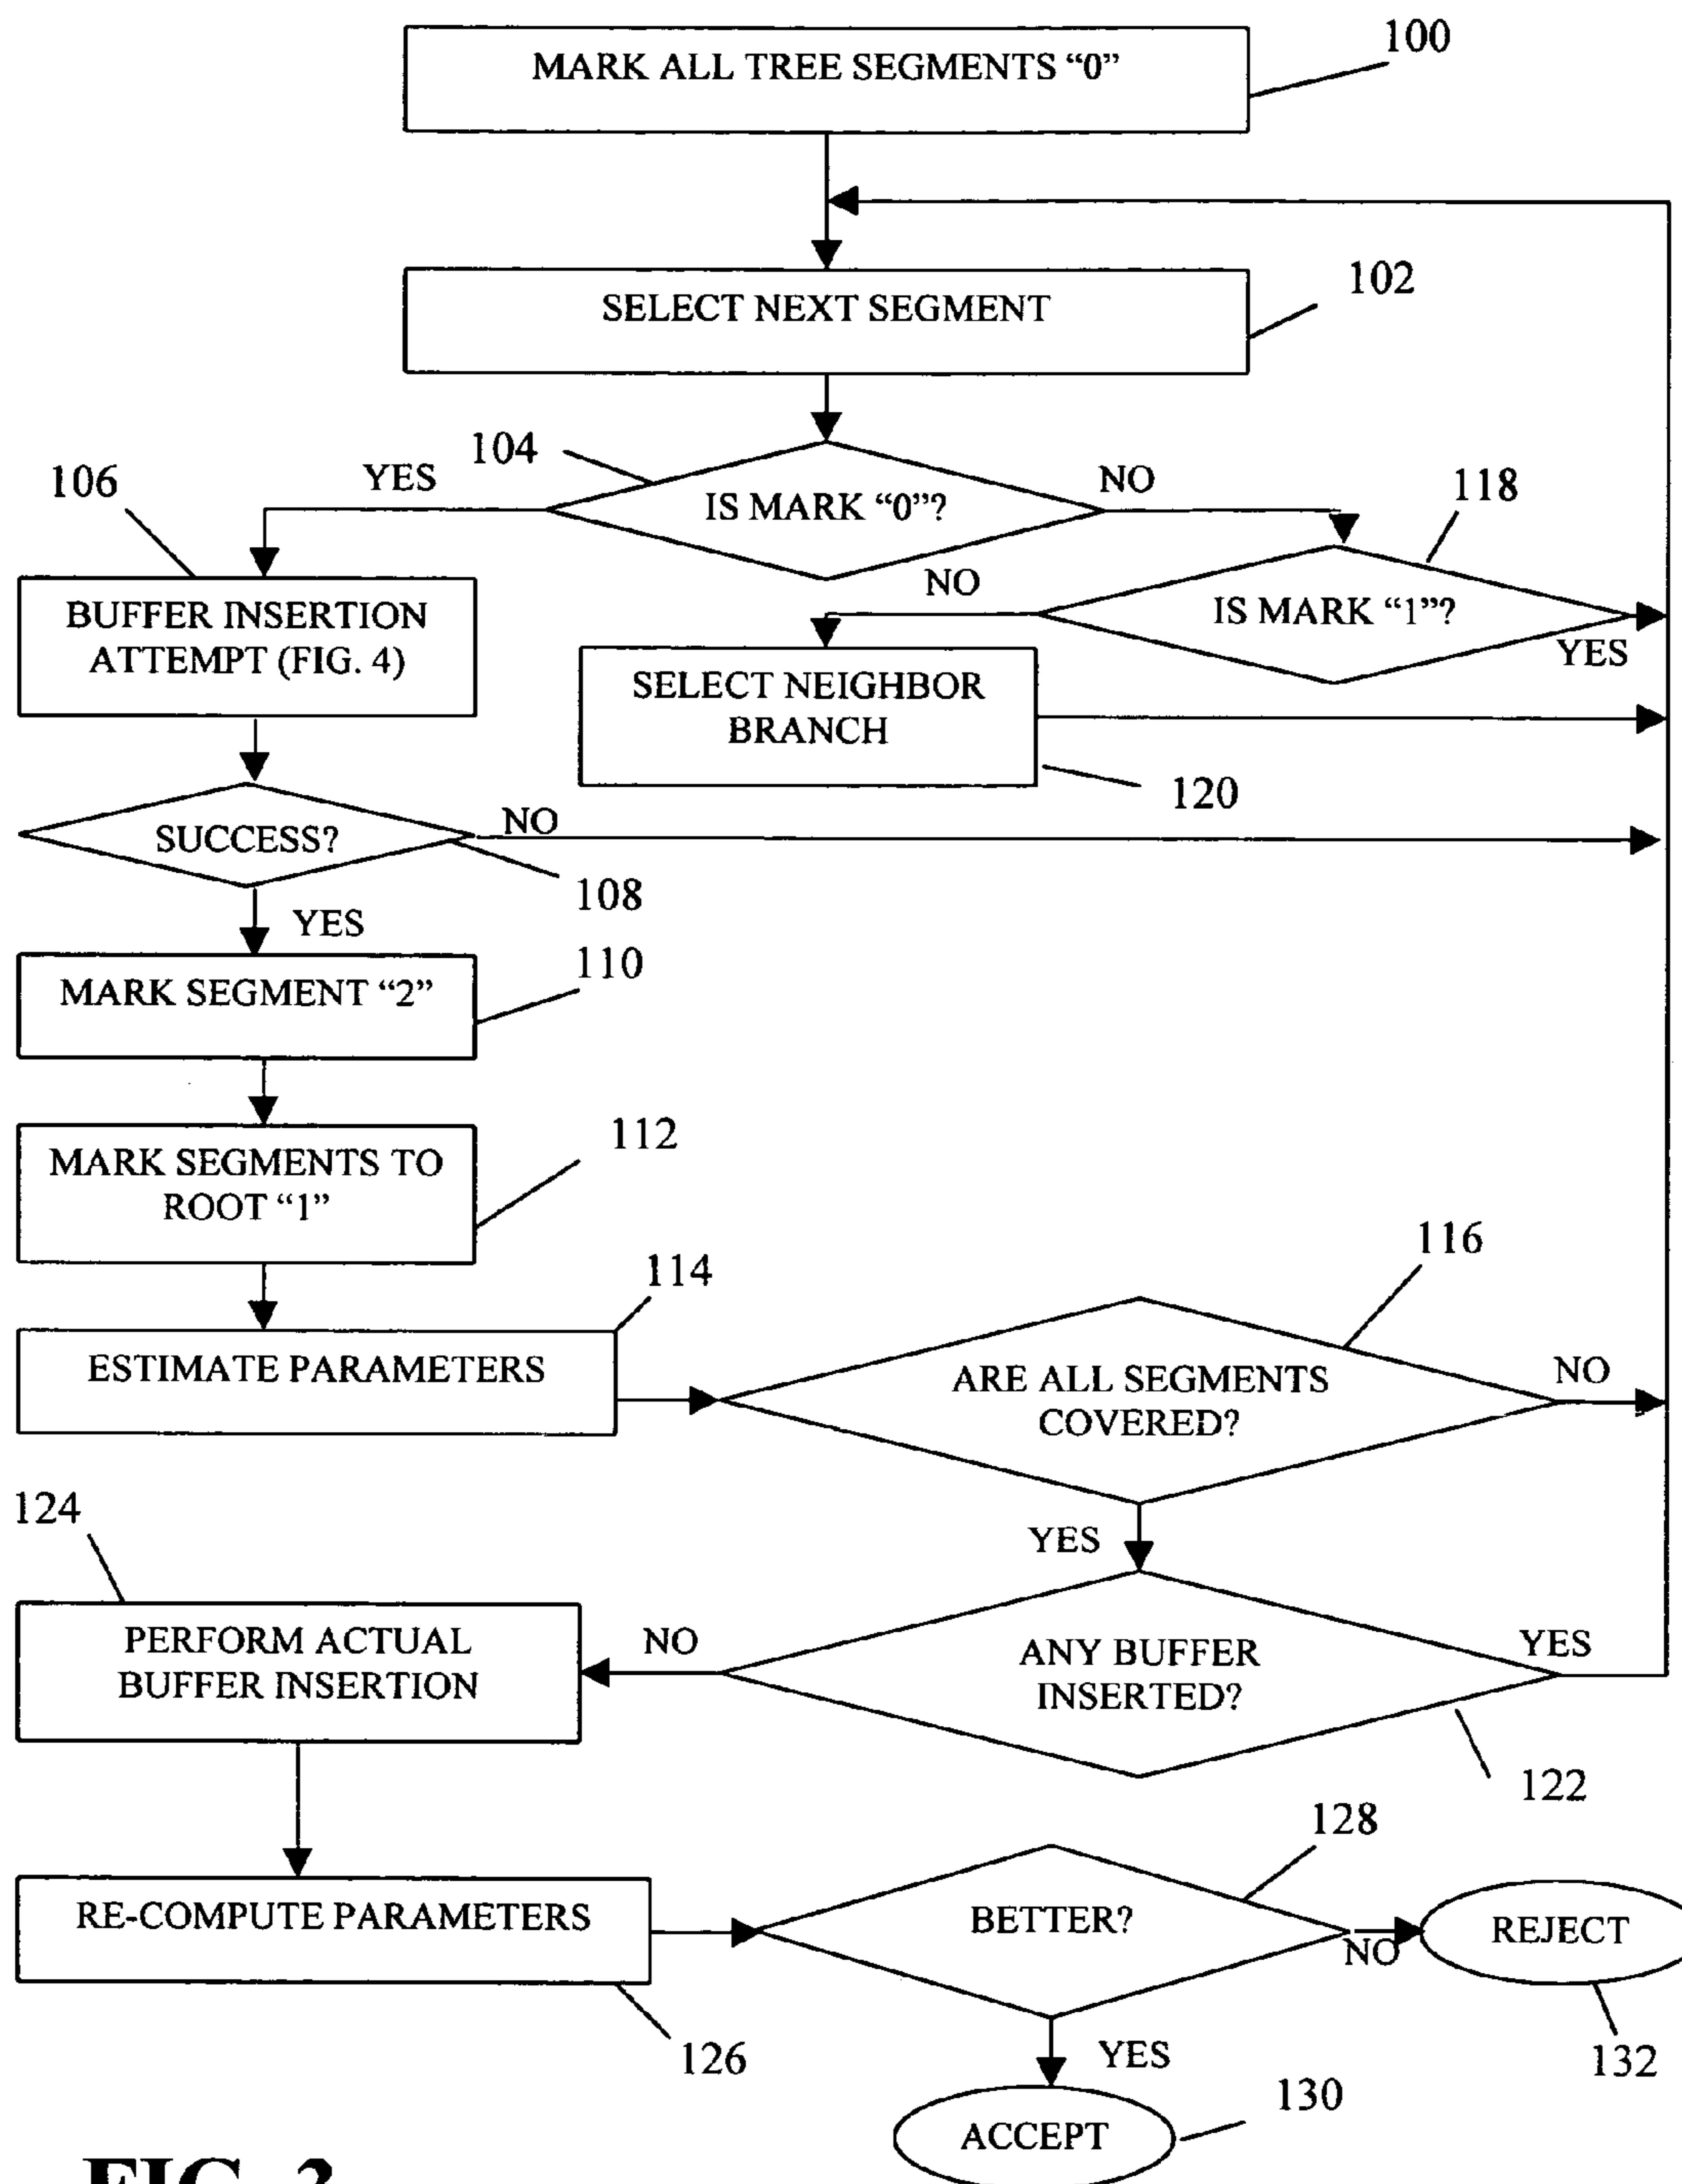 100
MARK ALL TREE SEGMENTS “0”
102
SELECT NEXT SEGMENT
104
YES
IS MARK “0”?
NO
118
106
BUFFER INSERTION
ATTEMPT (FIG. 4)
NO
IS MARK “1”?
YES
SELECT NEIGHBOR
BRANCH
120
SUCCESS?
NO
108
YES
110
MARK SEGMENT “2”
112
MARK SEGMENTS TO
ROOT “1”
114
116
ESTIMATE PARAMETERS
ARE ALL SEGMENTS
COVERED?
NO
YES
124
PERFORM ACTUAL
BUFFER INSERTION
NO
ANY BUFFER
INSERTED?
YES
122
128
RE-COMPUTE PARAMETERS
BETTER?
NO
REJECT
126
132
YES
130
ACCEPT
FIG. 3